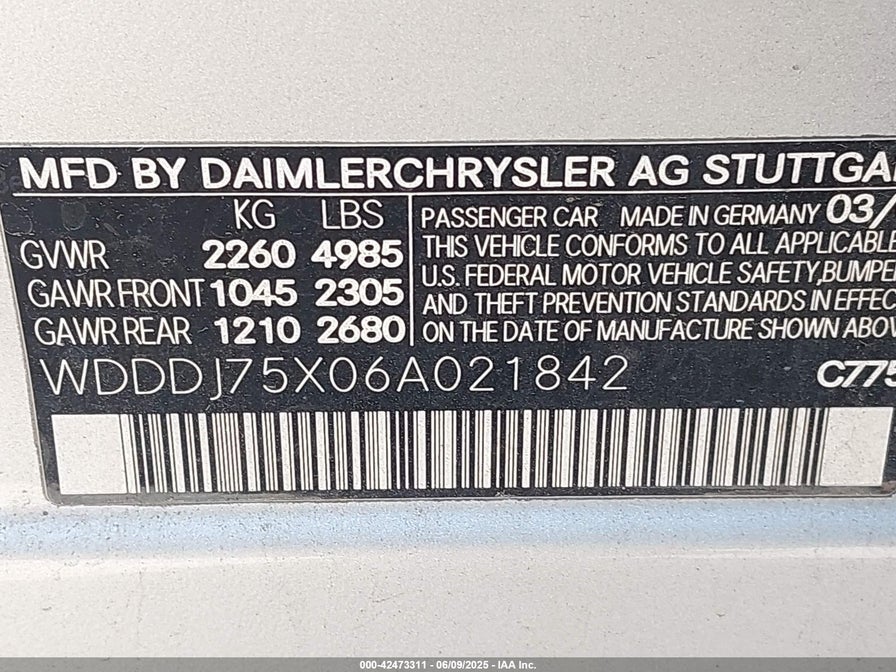 MFD BY DAIMLERCHRYSLER AG STUTTGA
KG LBS
GVWR 2260 4985
GAWR FRONT 1045 2305
GAWR REAR 1210 2680
PASSENGER CAR MADE IN GERMANY 03/
THIS VEHICLE CONFORMS TO ALL APPLICABLE
U.S. FEDERAL MOTOR VEHICLE SAFETY,BUMPE
AND THEFT PREVENTION STANDARDS IN EFFEC
ON THE DATE OF MANUFACTURE SHOWN ABOV
WDDDJ75X06A021842
C775
000-42473311 | 06/09/2025 - IAA Inc.